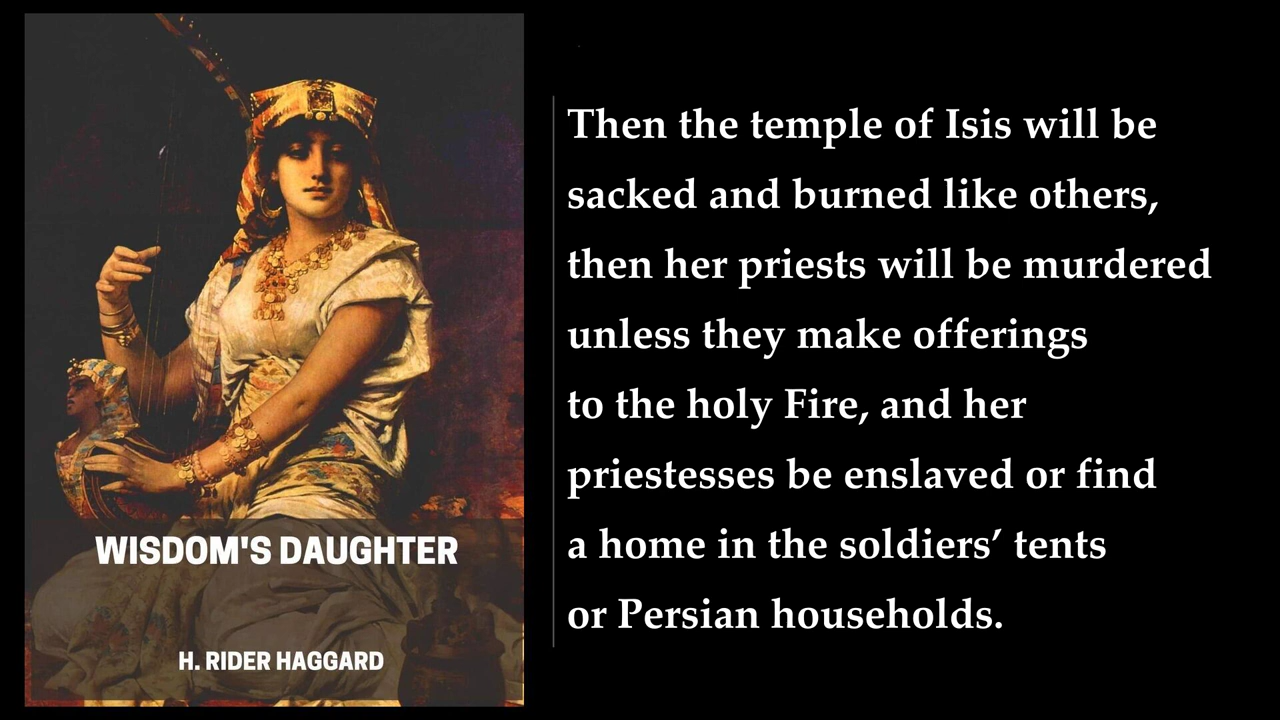 WISDOM'S DAUGHTER
H. RIDER HAGGARD
Then the temple of Isis will be
sacked and burned like others,
then her priests will be murdered
unless they make offerings
to the holy Fire, and her
priestesses be enslaved or find
a home in the soldiers’ tents
or Persian households.